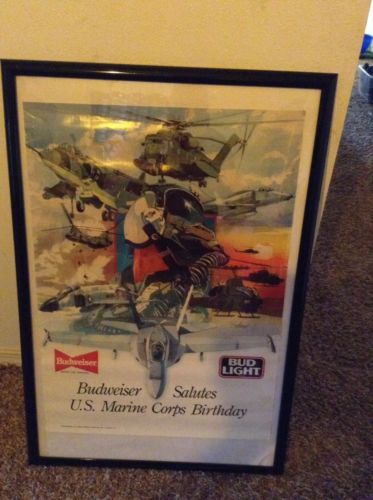 Budweiser
BUD
LIGHT
Budweiser Salutes
U.S. Marine Corps Birthday